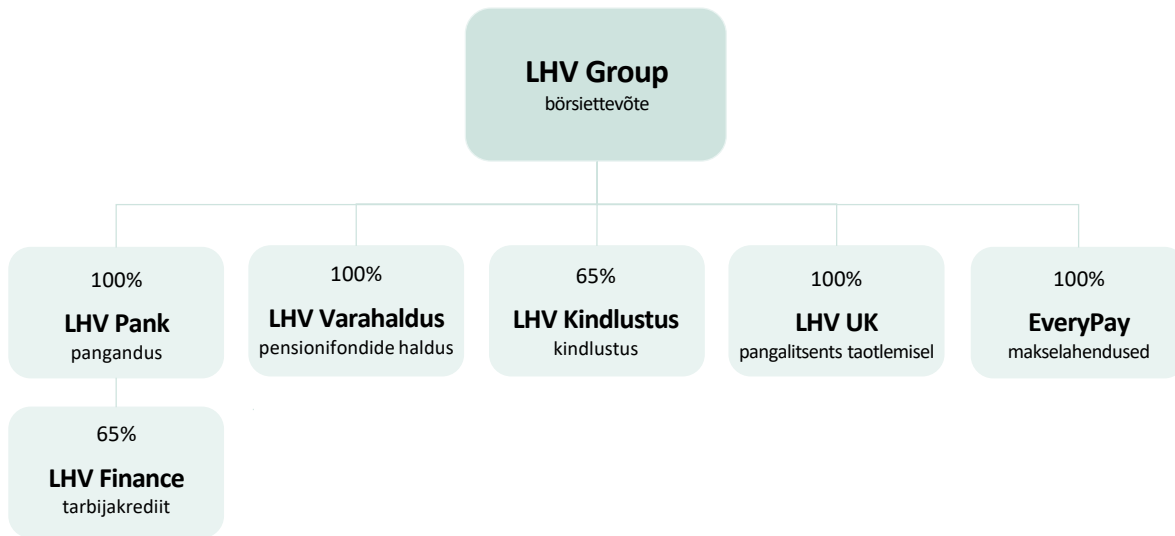 LHV Group
börsiettevõte
100%
LHV Pank
pangandus
100%
LHV Varahaldus
pensionifondide haldus
65%
LHV Kindlustus
kindlustus
100%
LHV UK
pangalitsents taotlemisel
100%
EveryPay
makselahendused
65%
LHV Finance
tarbijakrediit